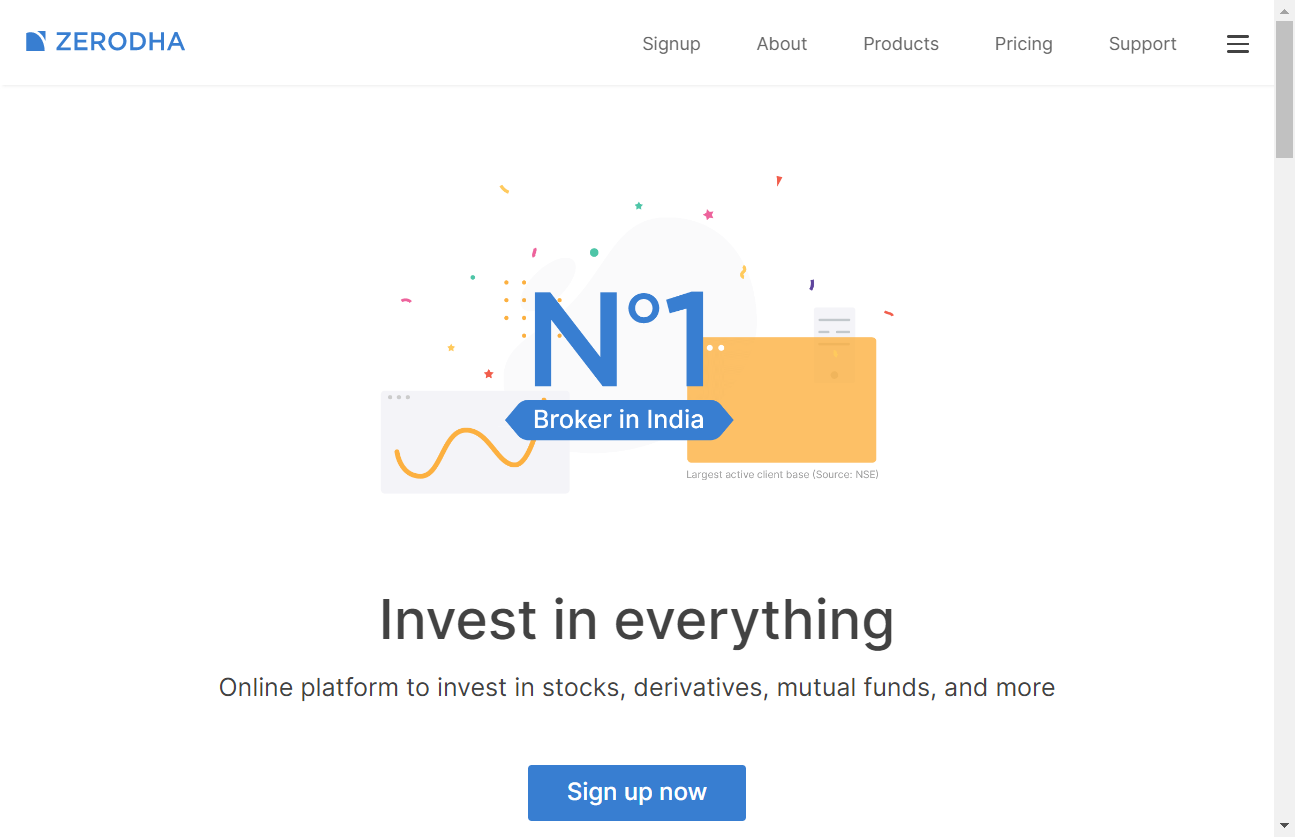 ZERODHA
Signup About Products Pricing Support
N°1
Broker in India
Largest active client base (Source: NSE)
Invest in everything
Online platform to invest in stocks, derivatives, mutual funds, and more
Sign up now